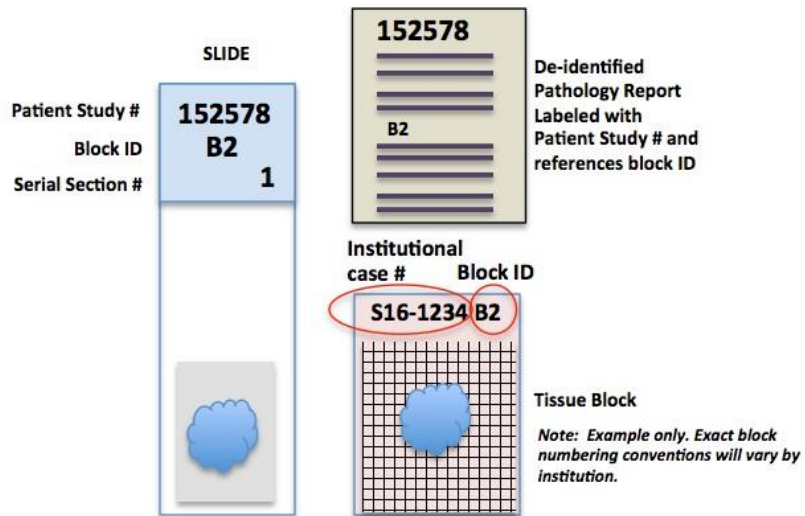 SLIDE
Patient Study #
Block ID
Serial Section #
152578
B2
1
152578
B2
De-identified
Pathology Report
Labeled with
Patient Study # and
references block ID
Institutional
case #
Block ID
S16-1234 B2
Tissue Block
Note: Example only. Exact block
numbering conventions will vary by
institution.